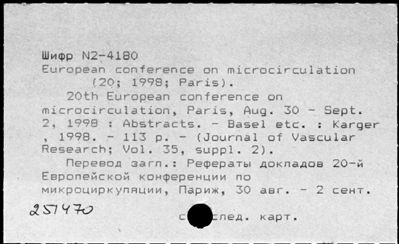 Шифр N2-4180
European conference on microcirculation
(20; 1998; Paris).
20th European conference on
microcirculation, Paris, Aug. 30 - Sept.
2, 1998 : Abstracts. - Basel etc. : Karger
, 1998. - 113 p. - (Journal of Vascular
Research; Vol. 35, suppl. 2).
Перевод загл.: Рефераты докладов 20-й
Европейской конференции по
микроциркуляции, Париж, 30 авг. - 2 сент.
251470
след. карт.